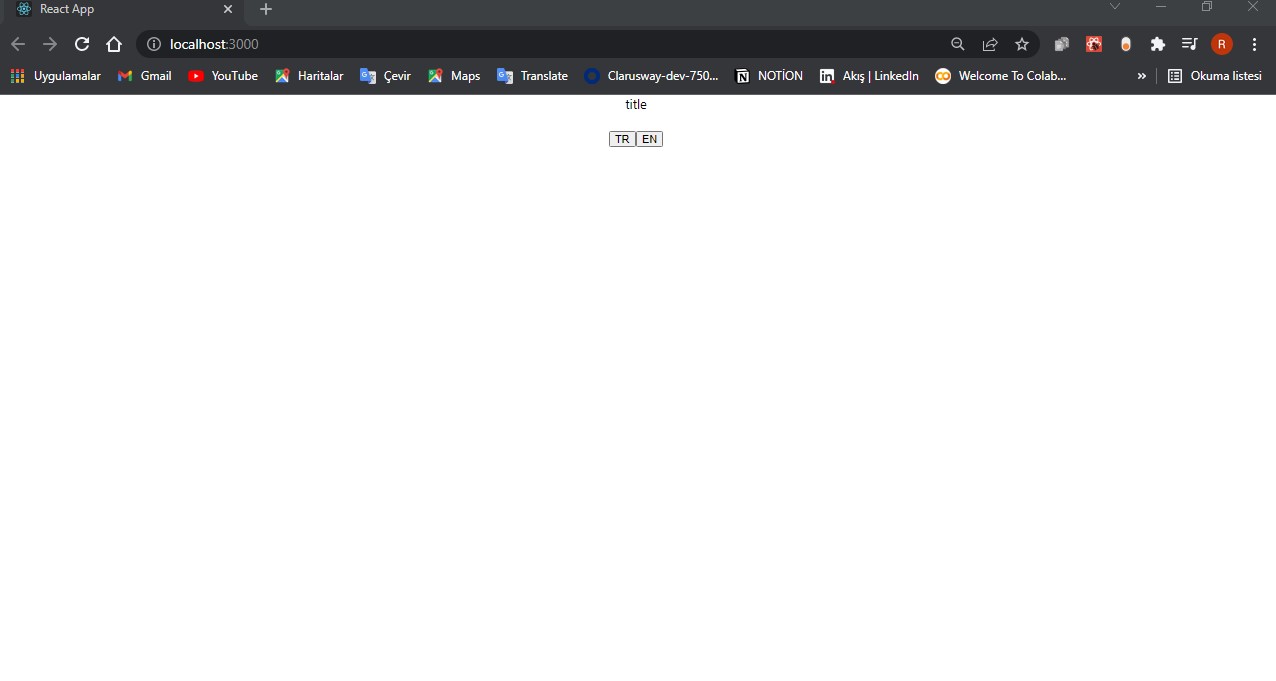 React App
localhost:3000
R
Uygulamalar Gmail YouTube Haritalar Çevir Maps Translate Clarusway-dev-750... NOTİON Akış | LinkedIn Welcome To Colab... » Okuma listesi
title
TR EN